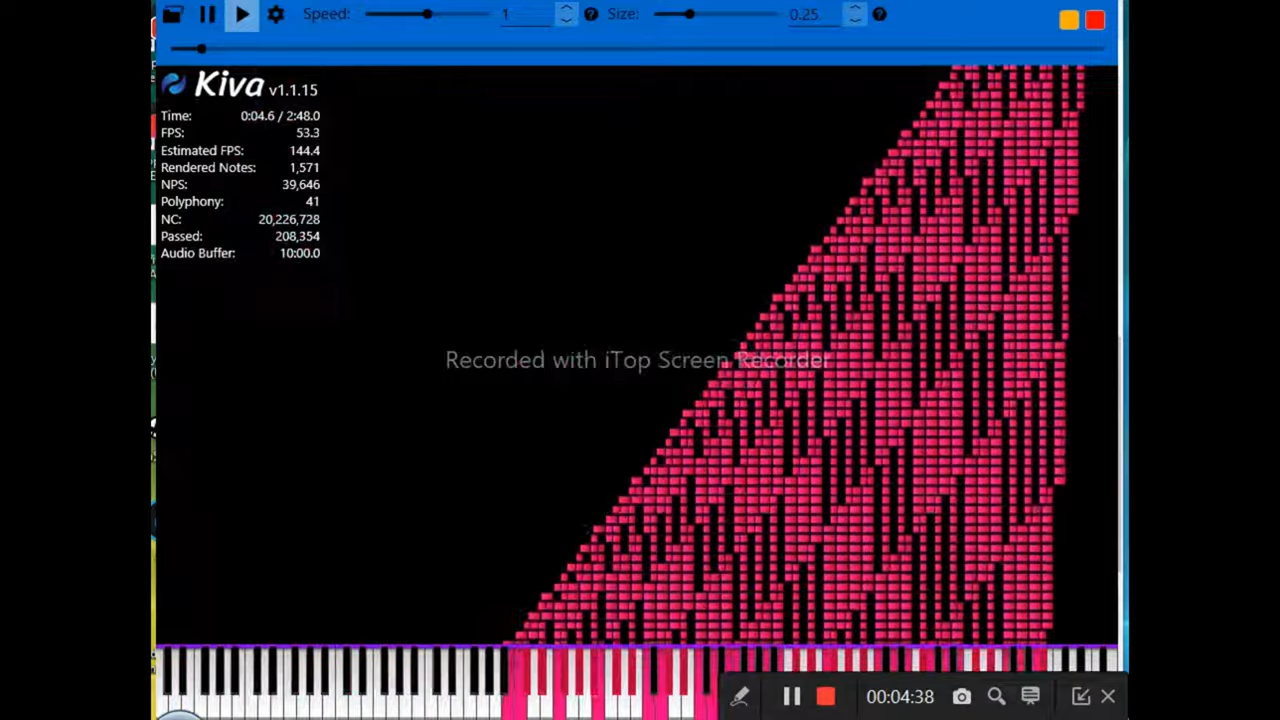 Speed: 1 Size: 0.25
Kiva v1.1.15
Time: 0:04.6 / 2:48.0
FPS: 53.3
Estimated FPS: 144.4
Rendered Notes: 1,571
NPS: 39,646
Polyphony: 41
NC: 20,226,728
Passed: 208,354
Audio Buffer: 10:00.0
Recorded with iTop Screen Recorder
00:04:38